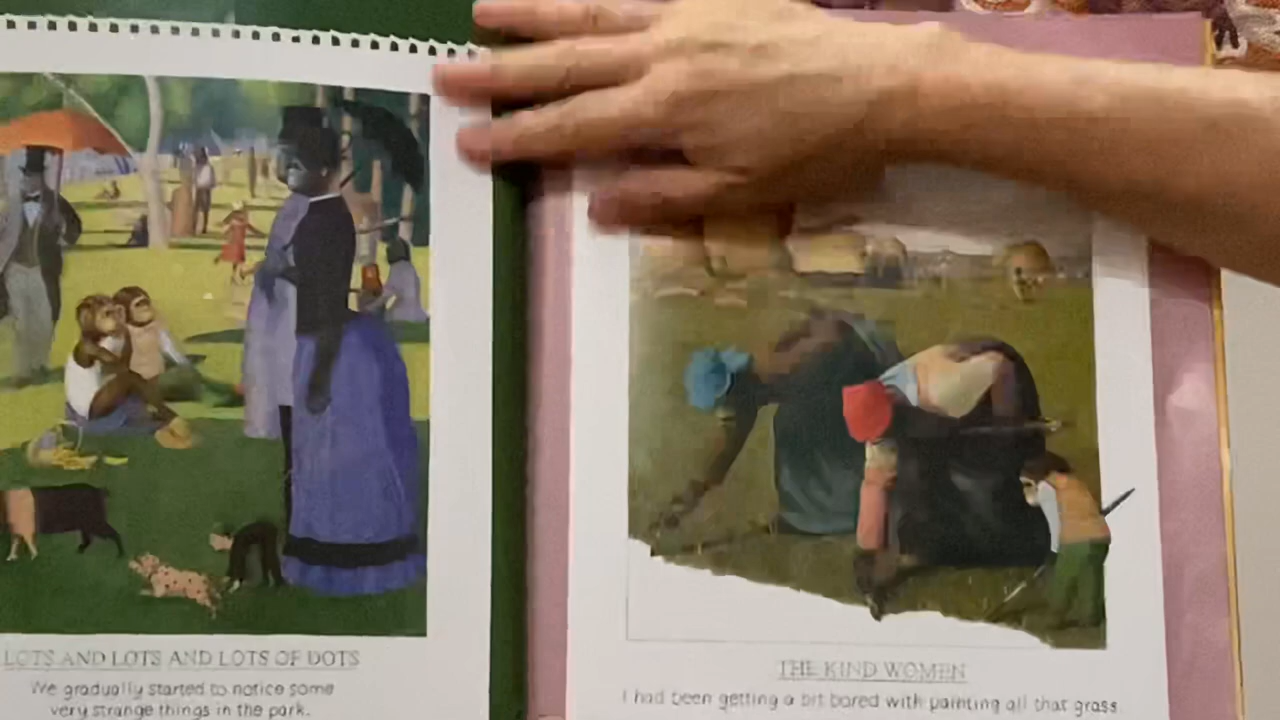 LOTS AND LOTS AND LOTS OF DOTS
We gradually started to notice some
very strange things in the park.
THE KIND WOMEN
I had been getting a bit bored with painting all that grass.